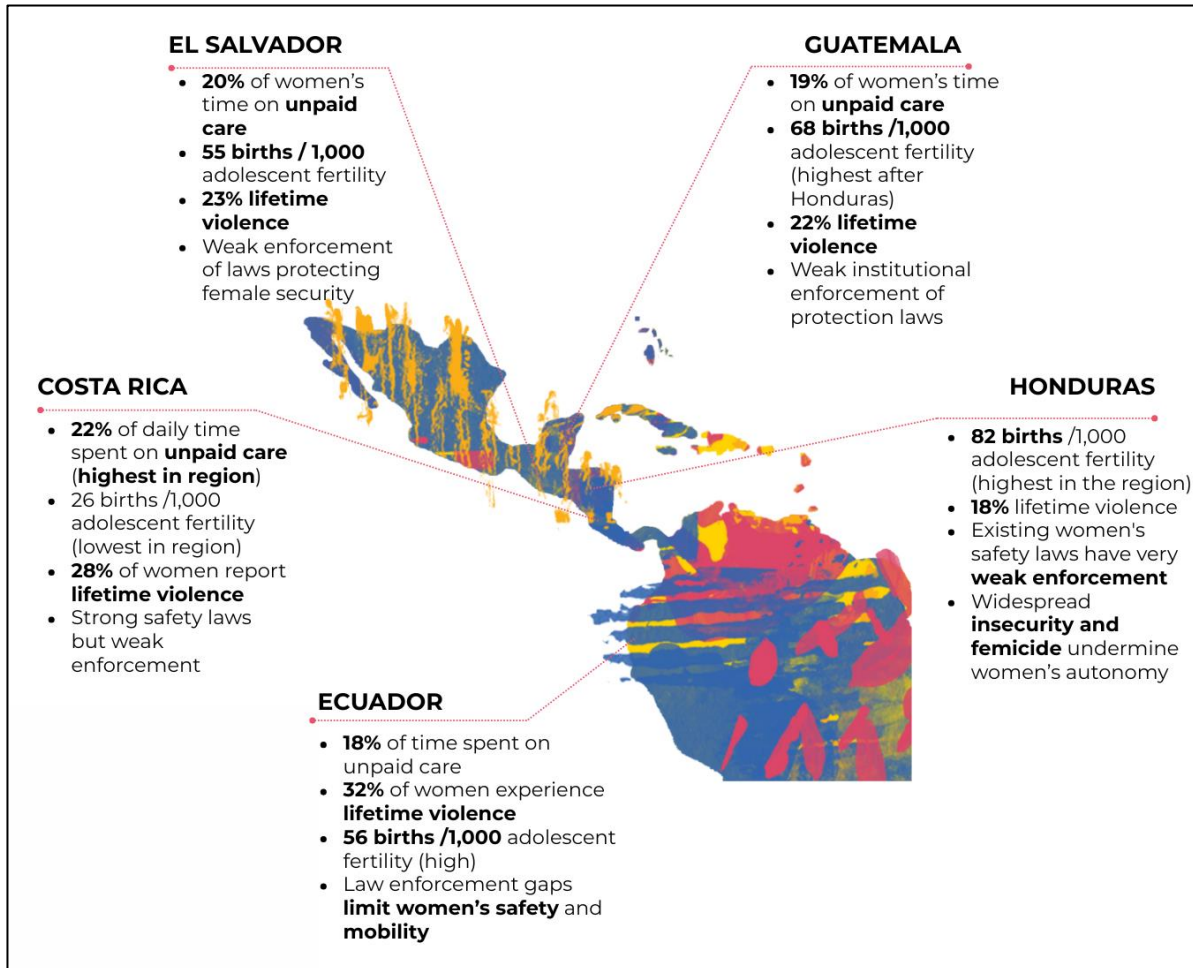 EL SALVADOR
• 20% of women's
time on unpaid
care
• 55 births / 1,000
adolescent fertility
• 23% lifetime
violence
• Weak enforcement
of laws protecting
female security
GUATEMALA
• 19% of women's time
on unpaid care
• 68 births /1,000
adolescent fertility
(highest after
Honduras)
• 22% lifetime
violence
• Weak institutional
enforcement of
protection laws
COSTA RICA
• 22% of daily time
spent on unpaid care
(highest in region)
• 26 births /1,000
adolescent fertility
(lowest in region)
• 28% of women report
lifetime violence
• Strong safety laws
but weak
enforcement
HONDURAS
• 82 births /1,000
adolescent fertility
(highest in the region)
• 18% lifetime violence
• Existing women's
safety laws have very
weak enforcement
• Widespread
insecurity and
femicide undermine
women's autonomy
ECUADOR
• 18% of time spent on
unpaid care
• 32% of women experience
lifetime violence
• 56 births /1,000 adolescent
fertility (high)
• Law enforcement gaps
limit women's safety and
mobility